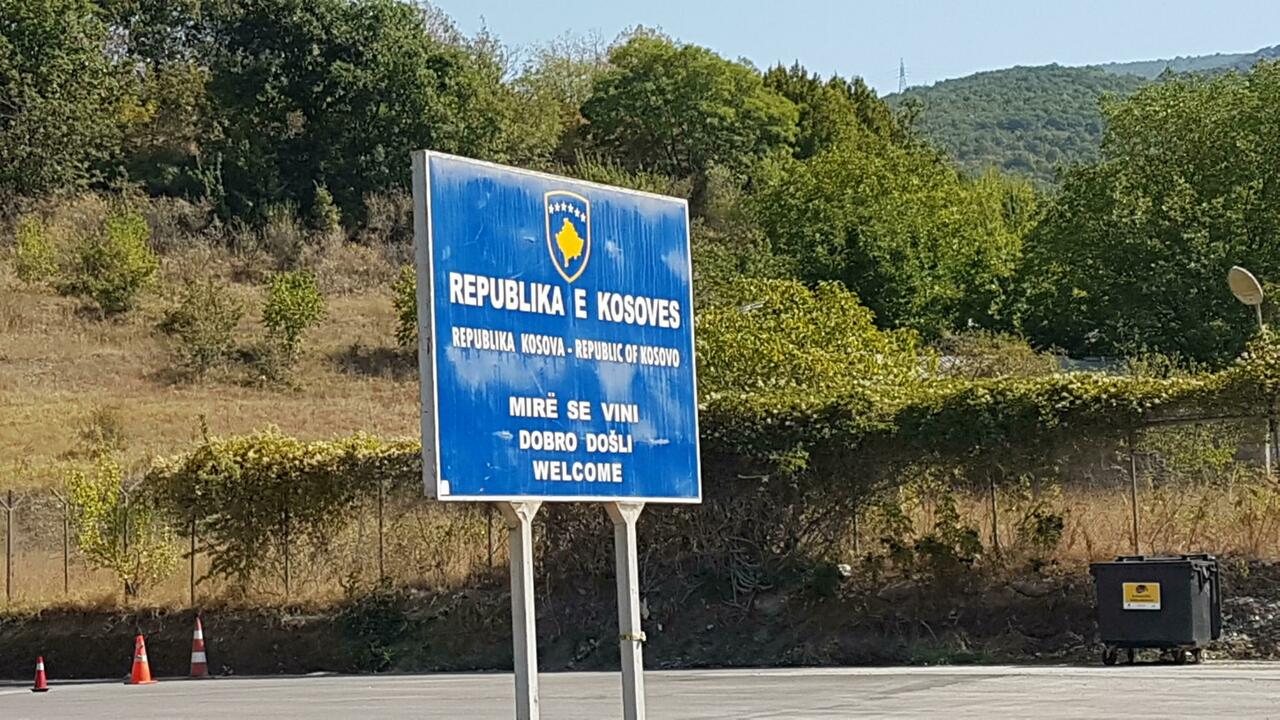 REPUBLIKA E KOSOVES
REPUBLIKA KOSOVA - REPUBLIC OF KOSOVO
MIRË SE VINI
DOBRO DOŠLI
WELCOME